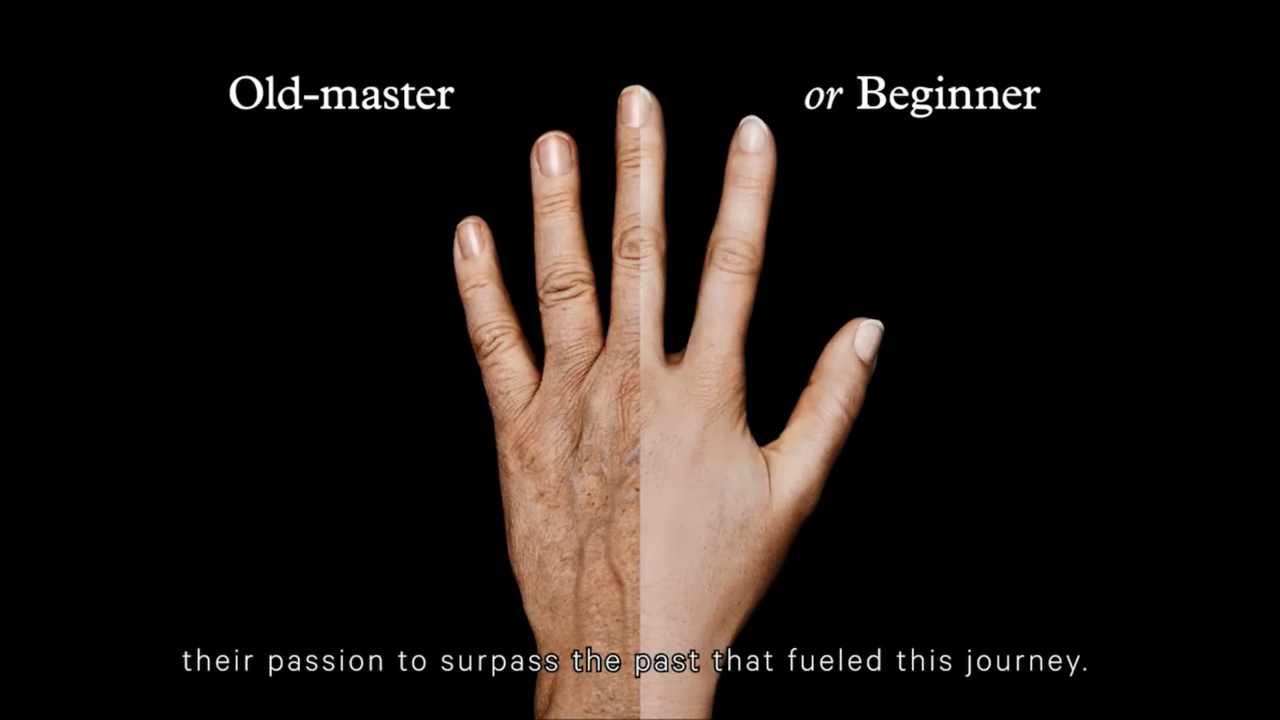 Old-master
or Beginner
their passion to surpass the past that fueled this journey.